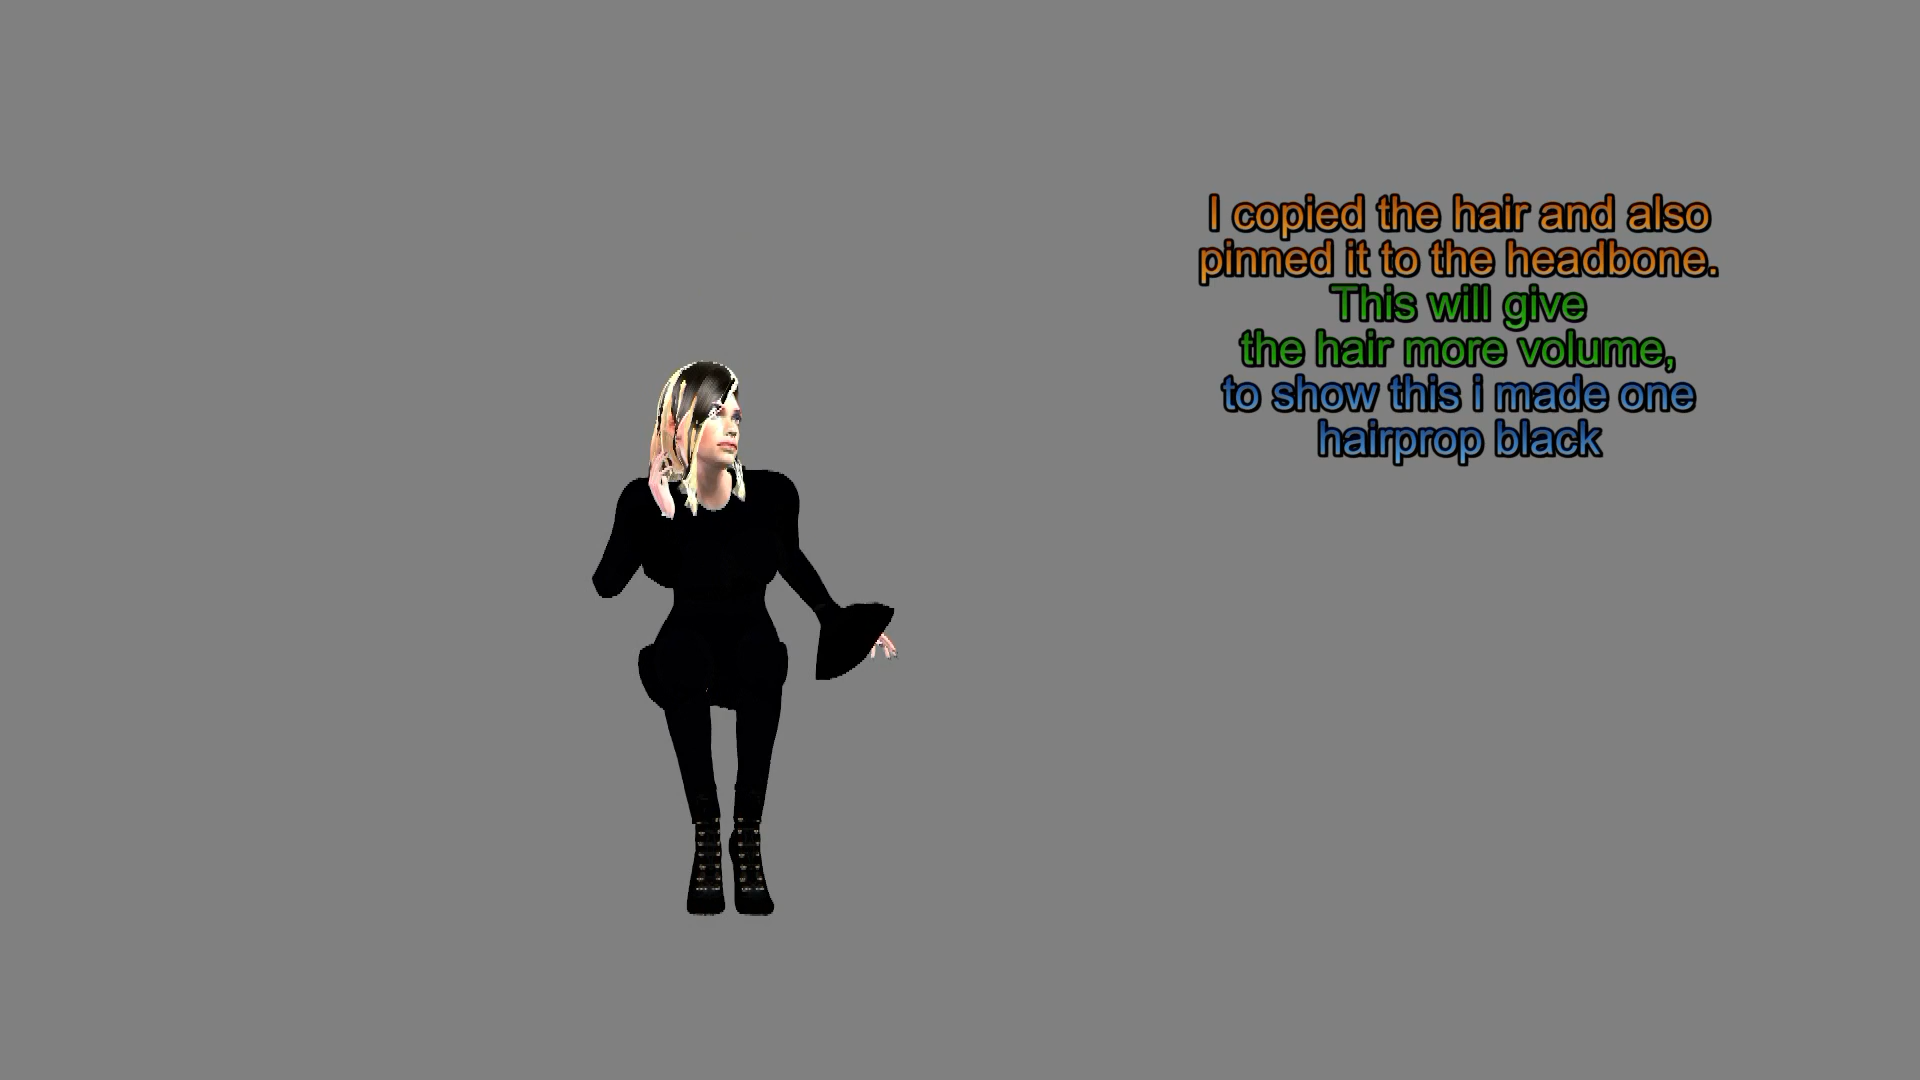 I copied the hair and also
pinned it to the headbone.
This will give
the hair more volume,
to show this i made one
hairprop black